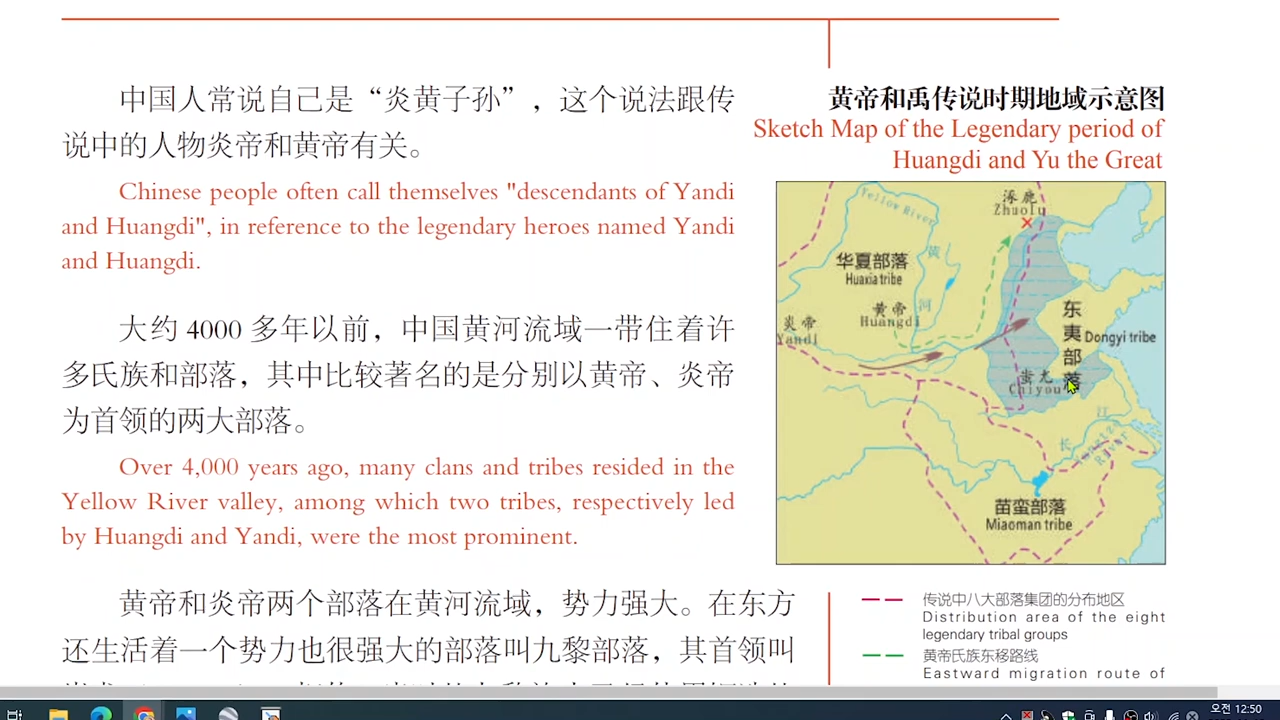 中国人常说自己是“炎黄子孙”，这个说法跟传
说中的人物炎帝和黄帝有关。
Chinese people often call themselves "descendants of Yandi
and Huangdi", in reference to the legendary heroes named Yandi
and Huangdi.
大约 4000 多年以前，中国黄河流域一带住着许
多氏族和部落，其中比较著名的是分别以黄帝、炎帝
为首领的两大部落。
Over 4,000 years ago, many clans and tribes resided in the
Yellow River valley, among which two tribes, respectively led
by Huangdi and Yandi, were the most prominent.
黄帝和炎帝两个部落在黄河流域，势力强大。在东方
还生活着一个势力也很强大的部落叫九黎部落，其首领叫
黄帝和禹传说时期地域示意图
Sketch Map of the Legendary period of
Huangdi and Yu the Great
涿鹿
Zhuolu
Yellow River
黄
河
华夏部落
Huaxia tribe
黄帝
Huangdi
炎帝
Yandi
东夷部落
Dongyi tribe
蚩尤
Chiyou
长
江
Yangtze
River
苗蛮部落
Miaoman tribe
传说中八大部落集团的分布地区
Distribution area of the eight
legendary tribal groups
黄帝氏族东移路线
Eastward migration route of
오전 12:50